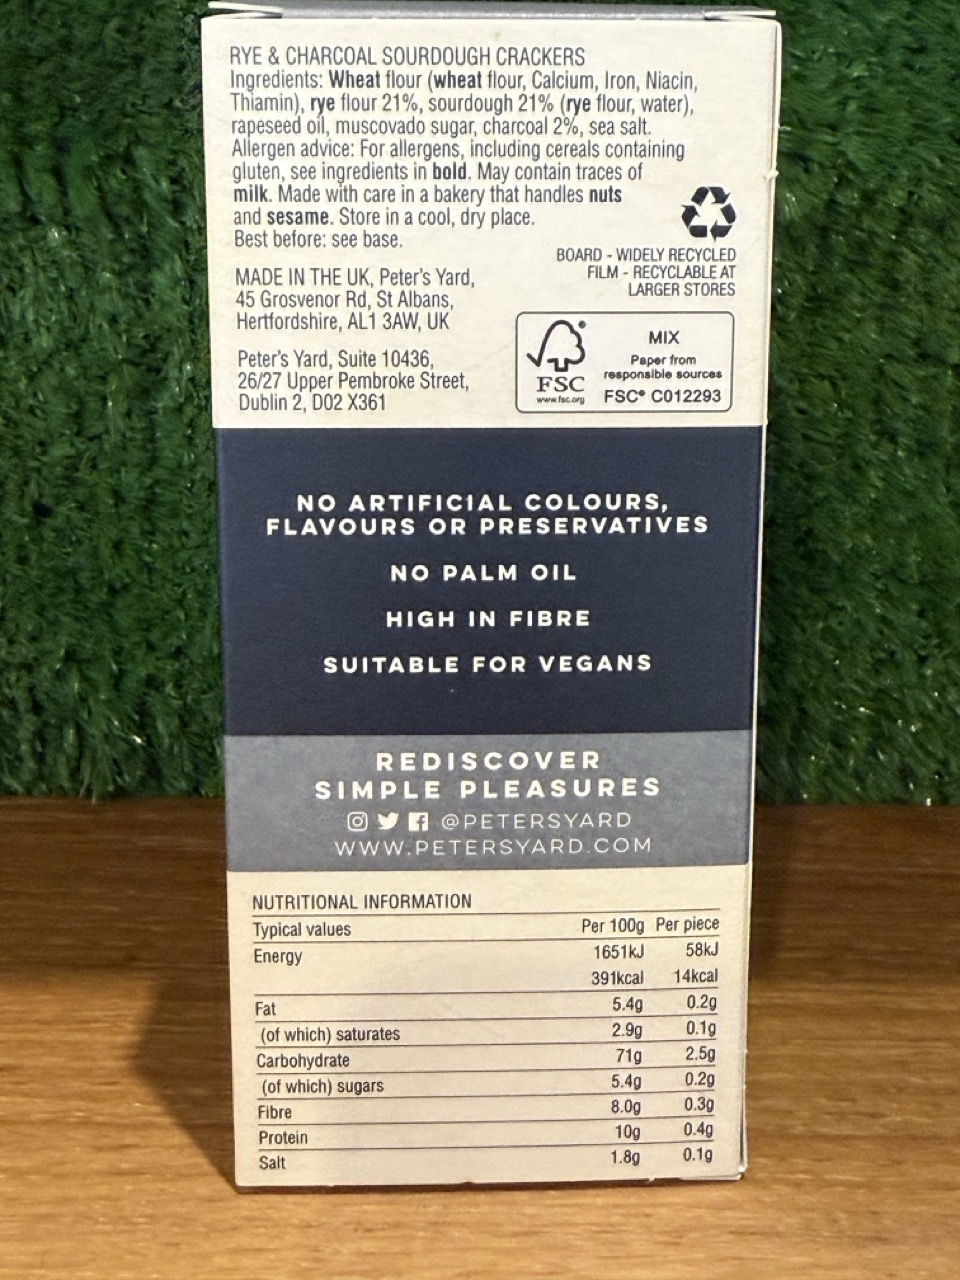 RYE & CHARCOAL SOURDOUGH CRACKERS
Ingredients: Wheat flour (wheat flour, Calcium, Iron, Niacin,
Thiamin), rye flour 21%, sourdough 21% (rye flour, water),
rapeseed oil, muscovado sugar, charcoal 2%, sea salt.
Allergen advice: For allergens, including cereals containing
gluten, see ingredients in bold. May contain traces of
milk. Made with care in a bakery that handles nuts
and sesame. Store in a cool, dry place.
Best before: see base.
BOARD - WIDELY RECYCLED
FILM - RECYCLABLE AT
LARGER STORES
MADE IN THE UK, Peter's Yard,
45 Grosvenor Rd, St Albans,
Hertfordshire, AL1 3AW, UK
Peter's Yard, Suite 10436,
26/27 Upper Pembroke Street,
Dublin 2, D02 X361
FSC
www.fsc.org
MIX
Paper from
responsible sources
FSC® C012293
NO ARTIFICIAL COLOURS,
FLAVOURS OR PRESERVATIVES
NO PALM OIL
HIGH IN FIBRE
SUITABLE FOR VEGANS
REDISCOVER
SIMPLE PLEASURES
@PETERSYARD
WWW.PETERSYARD.COM
NUTRITIONAL INFORMATION
Typical values Per 100g Per piece
Energy 1651kJ 58kJ
391kcal 14kcal
Fat 5.4g 0.2g
(of which) saturates 2.9g 0.1g
Carbohydrate 71g 2.5g
(of which) sugars 5.4g 0.2g
Fibre 8.0g 0.3g
Protein 10g 0.4g
Salt 1.8g 0.1g